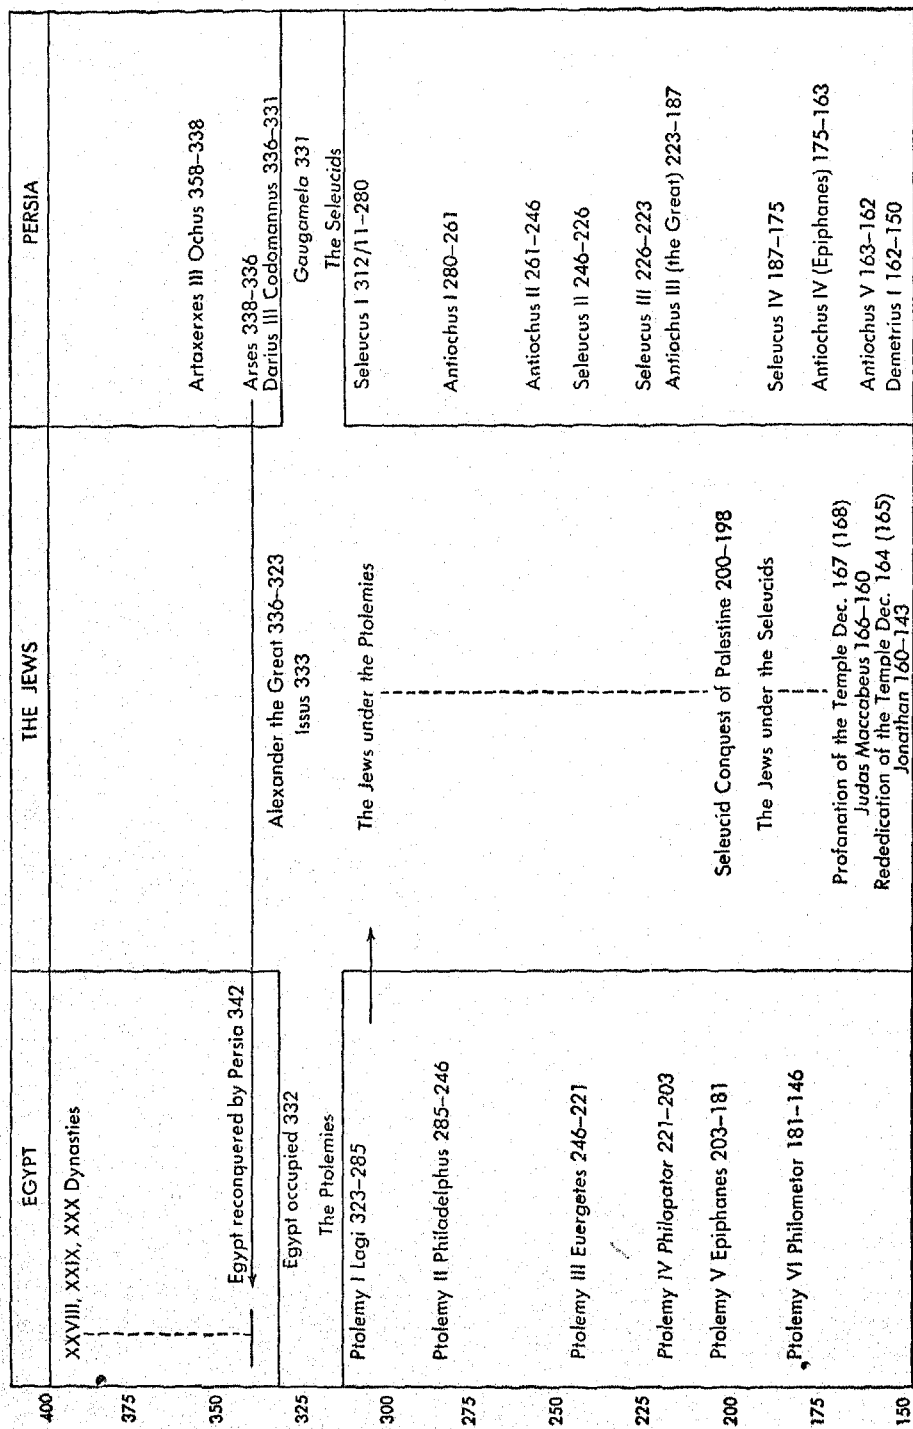 EGYPT
THE JEWS
PERSIA
400
375
350
325
300
275
250
225
200
175
150
XXVIII, XXIX, XXX Dynasties
Egypt reconquered by Persia 342
Egypt occupied 332
The Ptolemies
Ptolemy I Lagi 323–285
Ptolemy II Philadelphus 285–246
Ptolemy III Euergetes 246–221
Ptolemy IV Philopator 221–203
Ptolemy V Epiphanes 203–181
Ptolemy VI Philometor 181–146
Alexander the Great 336–323
Issus 333
The Jews under the Ptolemies
Seleucid Conquest of Palestine 200–198
The Jews under the Seleucids
Profanation of the Temple Dec. 167 (168)
Judas Maccabeus 166–160
Rededication of the Temple Dec. 164 (165)
Jonathan 160–143
Artaxerxes III Ochus 358–338
Arses 338–336
Darius III Codomannus 336–331
Gaugamela 331
The Seleucids
Seleucus I 312/11–280
Antiochus I 280–261
Antiochus II 261–246
Seleucus II 246–226
Seleucus III 226–223
Antiochus III (the Great) 223–187
Seleucus IV 187–175
Antiochus IV (Epiphanes) 175–163
Antiochus V 163–162
Demetrius I 162–150